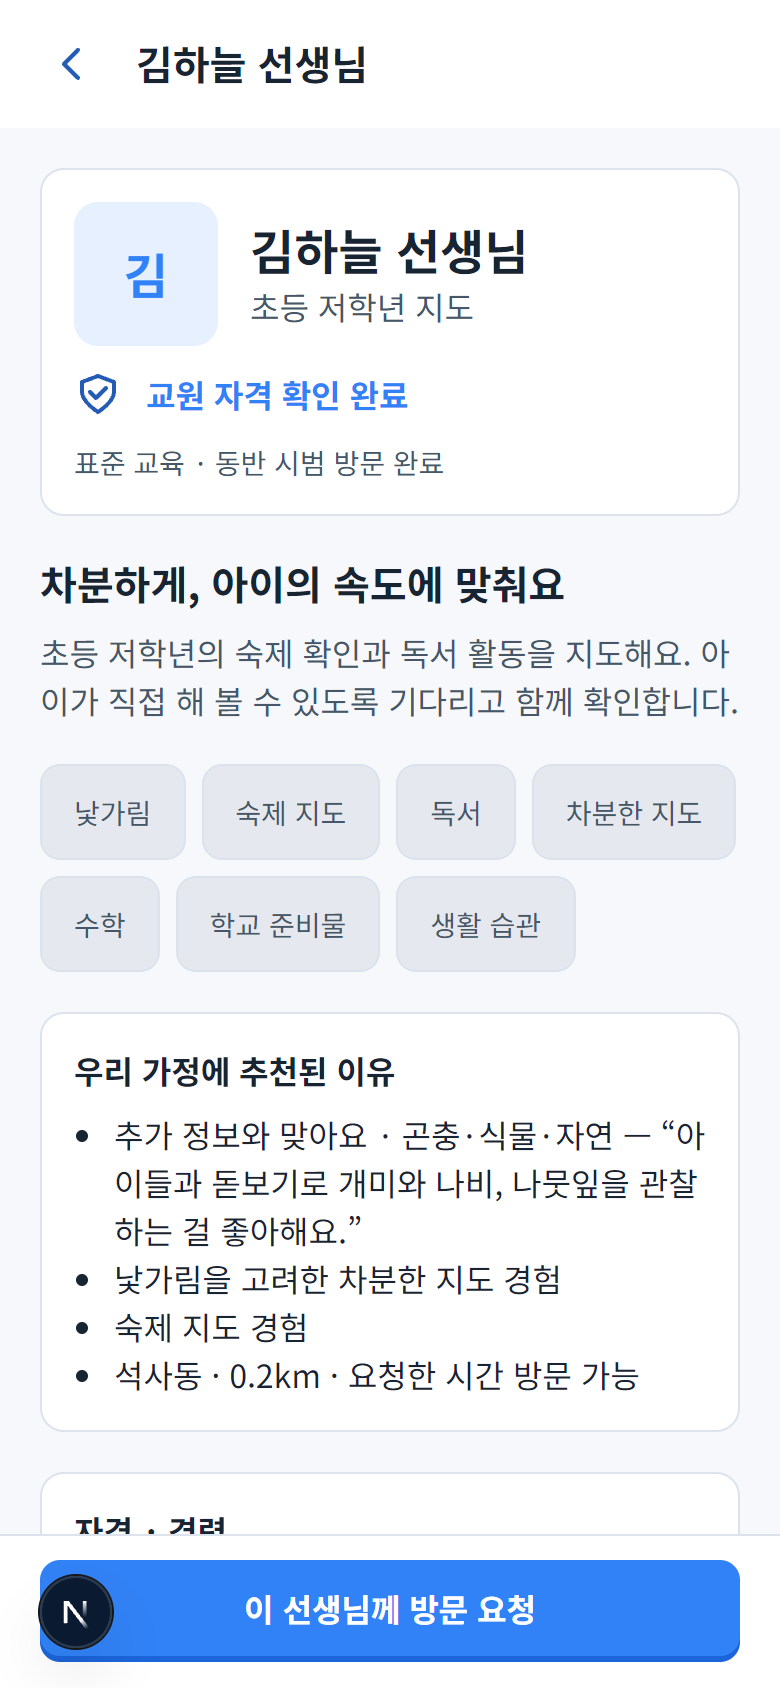 김하늘 선생님
김
김하늘 선생님
초등 저학년 지도
교원 자격 확인 완료
표준 교육 · 동반 시범 방문 완료
차분하게, 아이의 속도에 맞춰요
초등 저학년의 숙제 확인과 독서 활동을 지도해요. 아
이가 직접 해 볼 수 있도록 기다리고 함께 확인합니다.
낯가림 숙제 지도 독서 차분한 지도
수학 학교 준비물 생활 습관
우리 가정에 추천된 이유
• 추가 정보와 맞아요 · 곤충·식물·자연 — “아
이들과 돋보기로 개미와 나비, 나뭇잎을 관찰
하는 걸 좋아해요.”
• 낯가림을 고려한 차분한 지도 경험
• 숙제 지도 경험
• 석사동 · 0.2km · 요청한 시간 방문 가능
자격 · 경력
N 이 선생님께 방문 요청